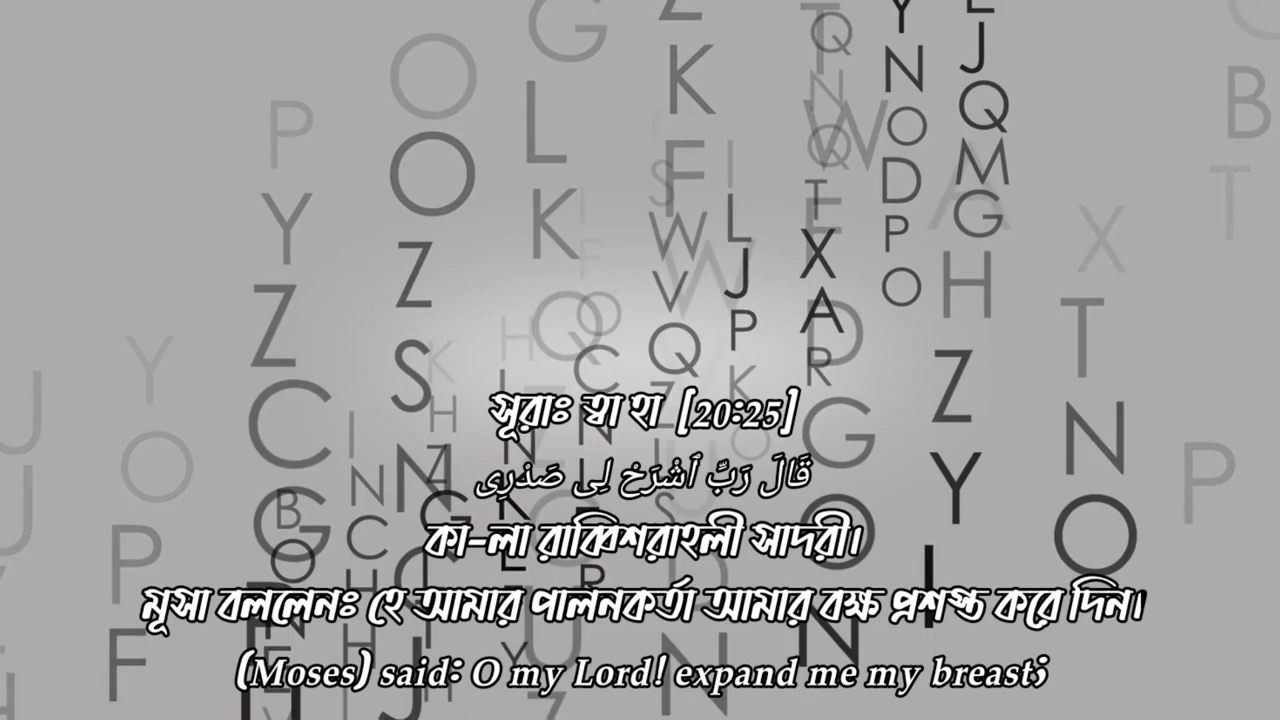 সূরাঃ ত্বা হা [20:25]
قَالَ رَبِّ ٱشْرَحْ لِى صَدْرِى
কা-লা রাব্বিশরাহলী সাদরী।
মূসা বললেনঃ হে আমার পালনকর্তা আমার বক্ষ প্রশস্ত করে দিন।
(Moses) said: O my Lord! expand me my breast;